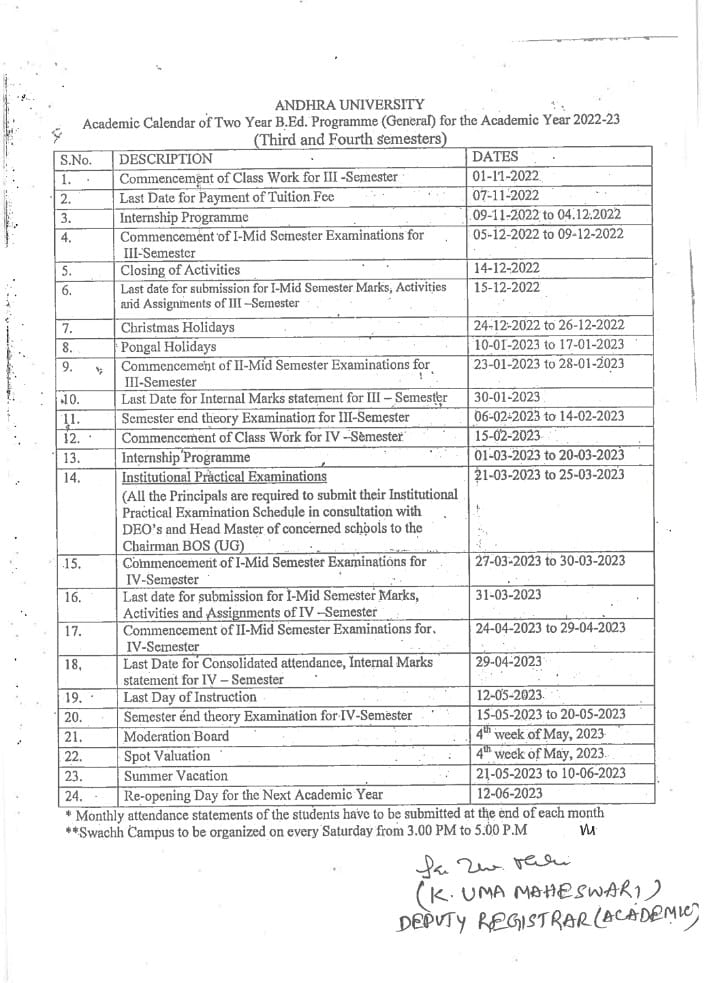 ANDHRA UNIVERSITY
Academic Calendar of Two Year B.Ed. Programme (General) for the Academic Year 2022-23
(Third and Fourth Semesters)
S.No. DESCRIPTION DATES
1. Commencement of Class Work for III -Semester 01-11-2022
2. Last Date for Payment of Tuition Fee 07-11-2022
3. Internship Programme 09-11-2022 to 04.12.2022
4. Commencement of I-Mid Semester Examinations for 05-12-2022 to 09-12-2022
III-Semester
5. Closing of Activities 14-12-2022
6. Last date for submission for I-Mid Semester Marks, Activities 15-12-2022
and Assignments of III –Semester
7. Christmas Holidays 24-12-2022 to 26-12-2022
8. Pongal Holidays 10-01-2023 to 17-01-2023
9. Commencement of II-Mid Semester Examinations for 23-01-2023 to 28-01-2023
III-Semester
10. Last Date for Internal Marks statement for III – Semester 30-01-2023
11. Semester end theory Examination for III-Semester 06-02-2023 to 14-02-2023
12. Commencement of Class Work for IV –Semester 15-02-2023
13. Internship Programme 01-03-2023 to 20-03-2023
14. Institutional Practical Examinations 21-03-2023 to 25-03-2023
(All the Principals are required to submit their Institutional
Practical Examination Schedule in consultation with
DEO's and Head Master of concerned schools to the
Chairman BOS (UG)
15. Commencement of I-Mid Semester Examinations for 27-03-2023 to 30-03-2023
IV-Semester
16. Last date for submission for I-Mid Semester Marks, 31-03-2023
Activities and Assignments of IV –Semester
17. Commencement of II-Mid Semester Examinations for 24-04-2023 to 29-04-2023
IV-Semester
18. Last Date for Consolidated attendance, Internal Marks 29-04-2023
statement for IV – Semester
19. Last Day of Instruction 12-05-2023
20. Semester end theory Examination for IV-Semester 15-05-2023 to 20-05-2023
21. Moderation Board 4th week of May, 2023
22. Spot Valuation 4th week of May, 2023
23. Summer Vacation 21-05-2023 to 10-06-2023
24. Re-opening Day for the Next Academic Year 12-06-2023
* Monthly attendance statements of the students have to be submitted at the end of each month
**Swachh Campus to be organized on every Saturday from 3.00 PM to 5.00 P.M
(K. UMA MAHESWARI)
DEPUTY REGISTRAR (ACADEMIC)